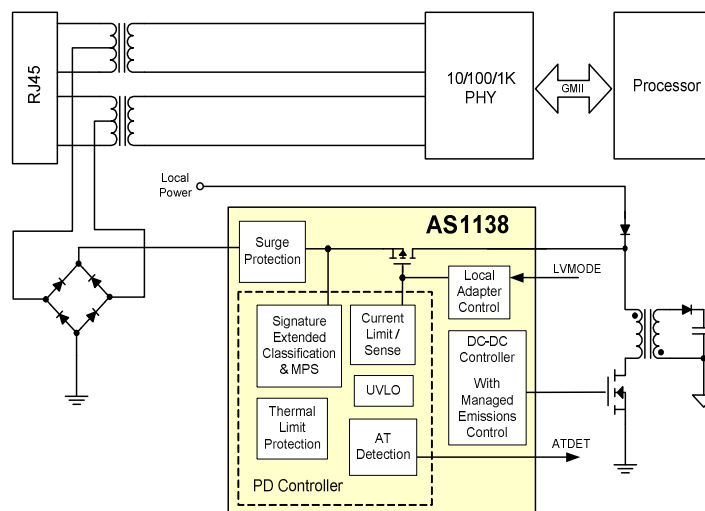 RJ45
10/100/1K
PHY
GMII
Processor
Local
Power
AS1138
Surge
Protection
Local
Adapter
Control
LVMODE
Signature
Extended
Classification
& MPS
Current
Limit /
Sense
DC-DC
Controller
With
Managed
Emissions
Control
UVLO
Thermal
Limit
Protection
AT
Detection
ATDET
PD Controller